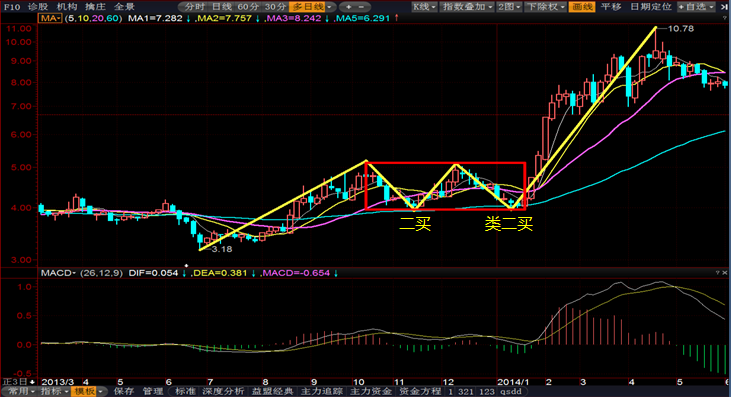 F10 诊股 机构 擒庄 全景 分时 日线 60分 30分 多日线 + - K线 指数叠加 2图 下除权 画线 平移 日期定位 +自选
MA- (5,10,20,60) MA1=7.282 ↓ ,MA2=7.757 ↓ ,MA3=8.242 ↓ ,MA5=6.291 ↑
11.00
10.78
9.00
8.00
7.00
6.00
5.00
4.00
二买 类二买
3.18
3.00
MACD- (26,12,9) DIF=0.054 ↓ ,DEA=0.381 ↓ ,MACD=-0.654 ↓
1.0
0.5
0.0
-0.5
正3日 2013/3 4 5 6 7 8 9 10 11 12 2014/1 2 3 4 5 6
常用 指标 模板 保存 管理 标准 深度分析 益盟经典 主力追踪 主力资金 资金方程 1 321 123 qsdd